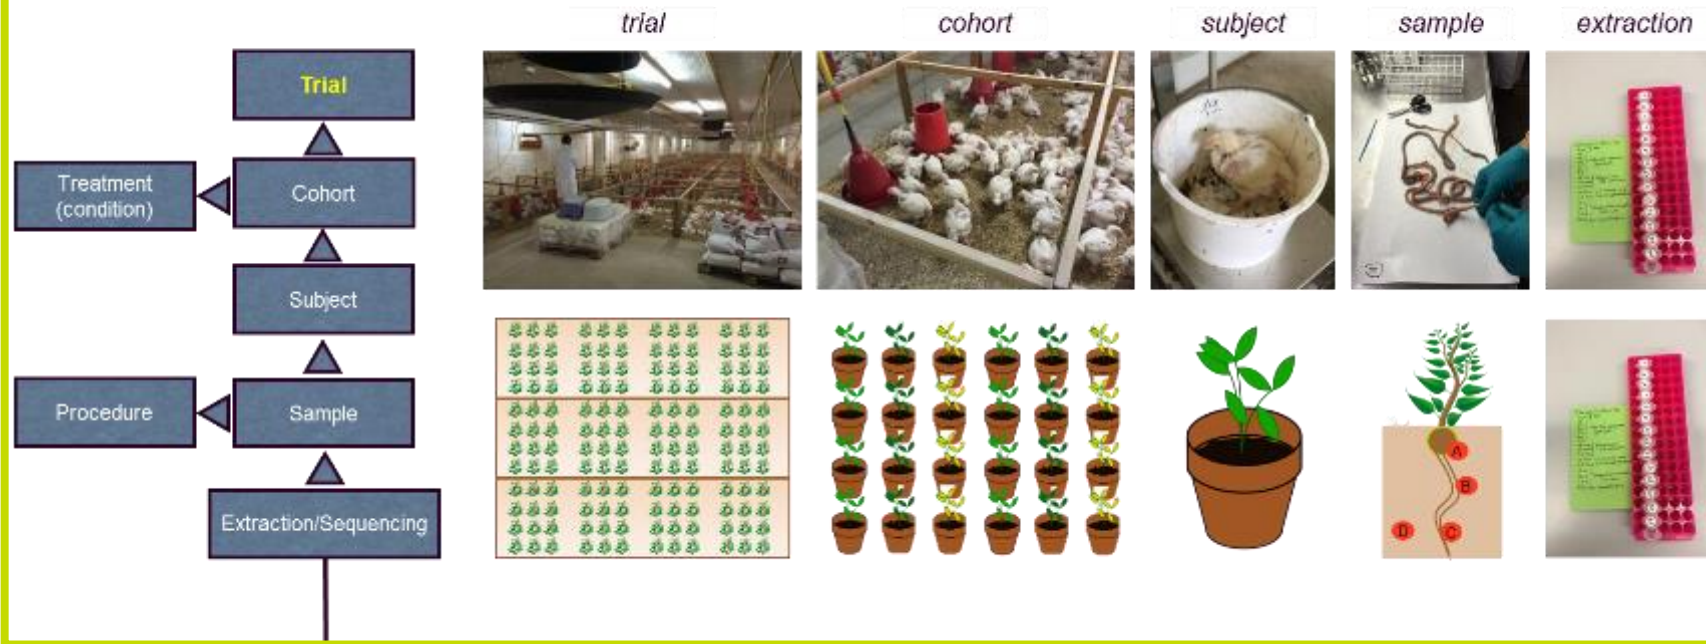 trial
cohort
subject
sample
extraction
Trial
Treatment
(condition)
Cohort
Subject
Procedure
Sample
Extraction/Sequencing
A
B
D
C